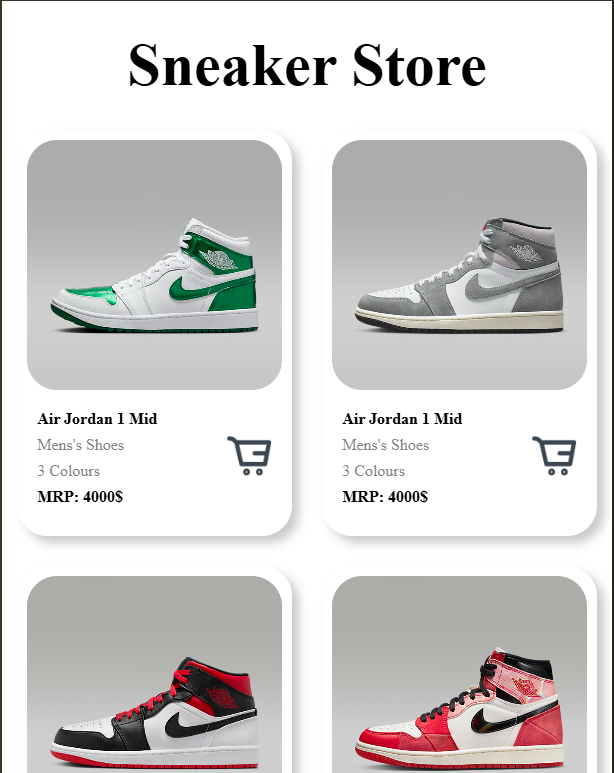 Sneaker Store
Air Jordan 1 Mid
Mens's Shoes
3 Colours
MRP: 4000$
Air Jordan 1 Mid
Mens's Shoes
3 Colours
MRP: 4000$